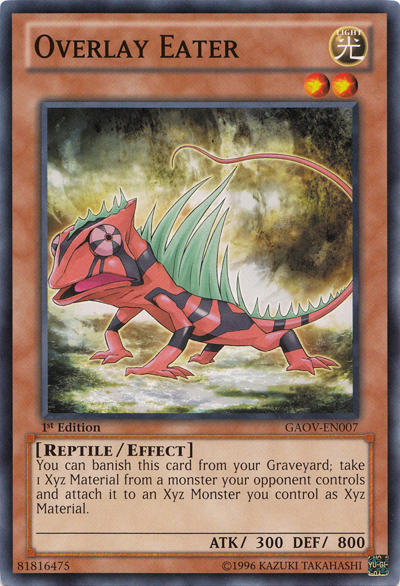 OVERLAY EATER
LIGHT
光
1st Edition
GAOV-EN007
[REPTILE/EFFECT]
You can banish this card from your Graveyard; take
1 Xyz Material from a monster your opponent controls
and attach it to an Xyz Monster you control as Xyz
Material.
ATK/ 300 DEF/ 800
81816475
©1996 KAZUKI TAKAHASHI
YU-GI-